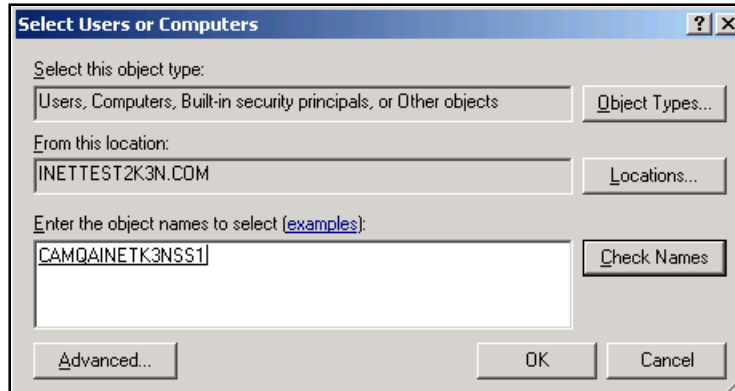 Select Users or Computers
Select this object type:
Users, Computers, Built-in security principals, or Other objects
Object Types...
From this location:
INETTEST2K3N.COM
Locations...
Enter the object names to select (examples):
CAMQAINETK3NSS1
Check Names
Advanced...
OK
Cancel